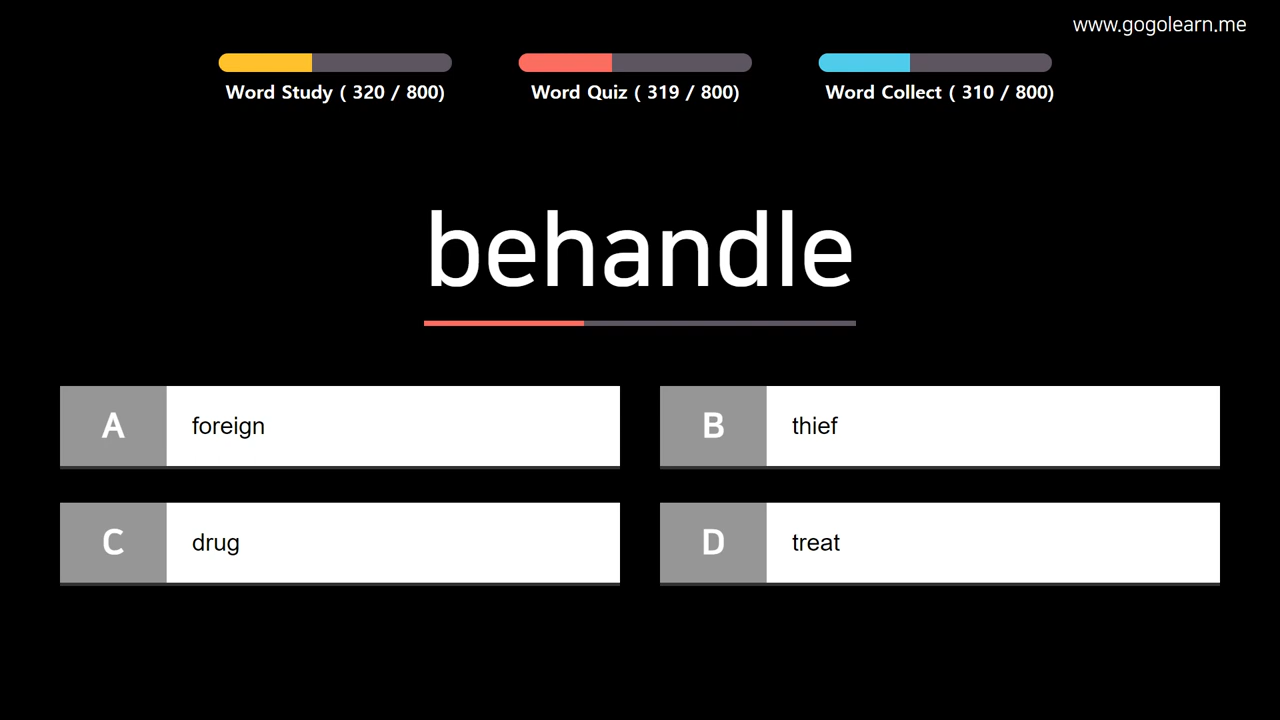 www.gogolearn.me
Word Study ( 320 / 800)
Word Quiz ( 319 / 800)
Word Collect ( 310 / 800)
behandle
A foreign
B thief
C drug
D treat